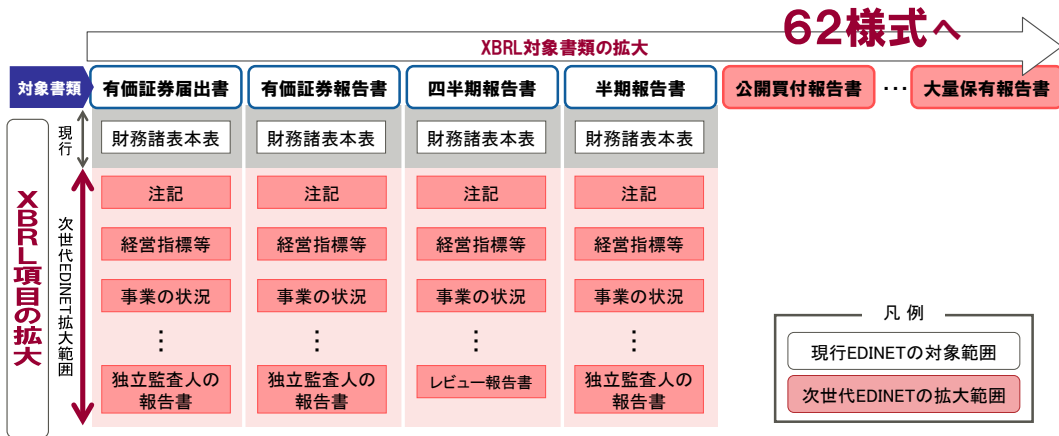 62様式へ
XBRL対象書類の拡大
対象書類
有価証券届出書
有価証券報告書
四半期報告書
半期報告書
公開買付報告書
・・・
大量保有報告書
現行
財務諸表本表
財務諸表本表
財務諸表本表
財務諸表本表
XBRL項目の拡大
次世代EDINET拡大範囲
注記
注記
注記
注記
経営指標等
経営指標等
経営指標等
経営指標等
事業の状況
事業の状況
事業の状況
事業の状況
独立監査人の
報告書
独立監査人の
報告書
レビュー報告書
独立監査人の
報告書
凡 例
現行EDINETの対象範囲
次世代EDINETの拡大範囲